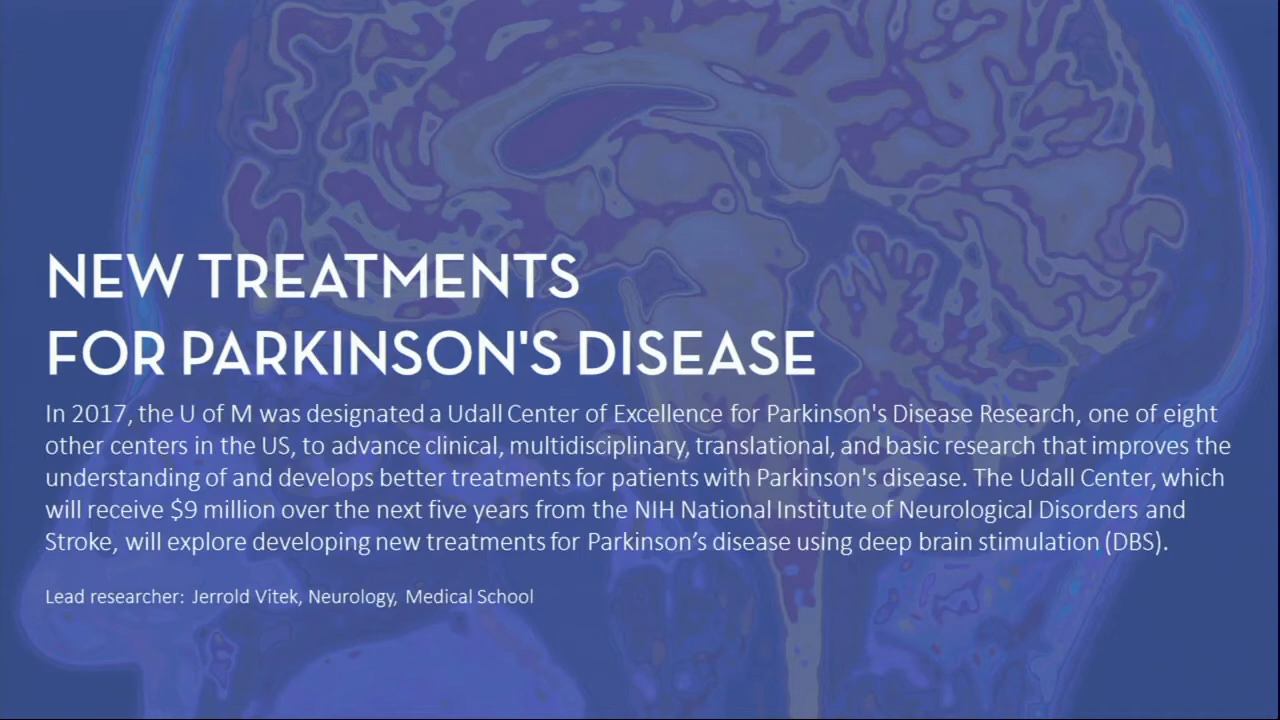 NEW TREATMENTS
FOR PARKINSON'S DISEASE
In 2017, the U of M was designated a Udall Center of Excellence for Parkinson's Disease Research, one of eight
other centers in the US, to advance clinical, multidisciplinary, translational, and basic research that improves the
understanding of and develops better treatments for patients with Parkinson's disease. The Udall Center, which
will receive $9 million over the next five years from the NIH National Institute of Neurological Disorders and
Stroke, will explore developing new treatments for Parkinson’s disease using deep brain stimulation (DBS).
Lead researcher: Jerrold Vitek, Neurology, Medical School